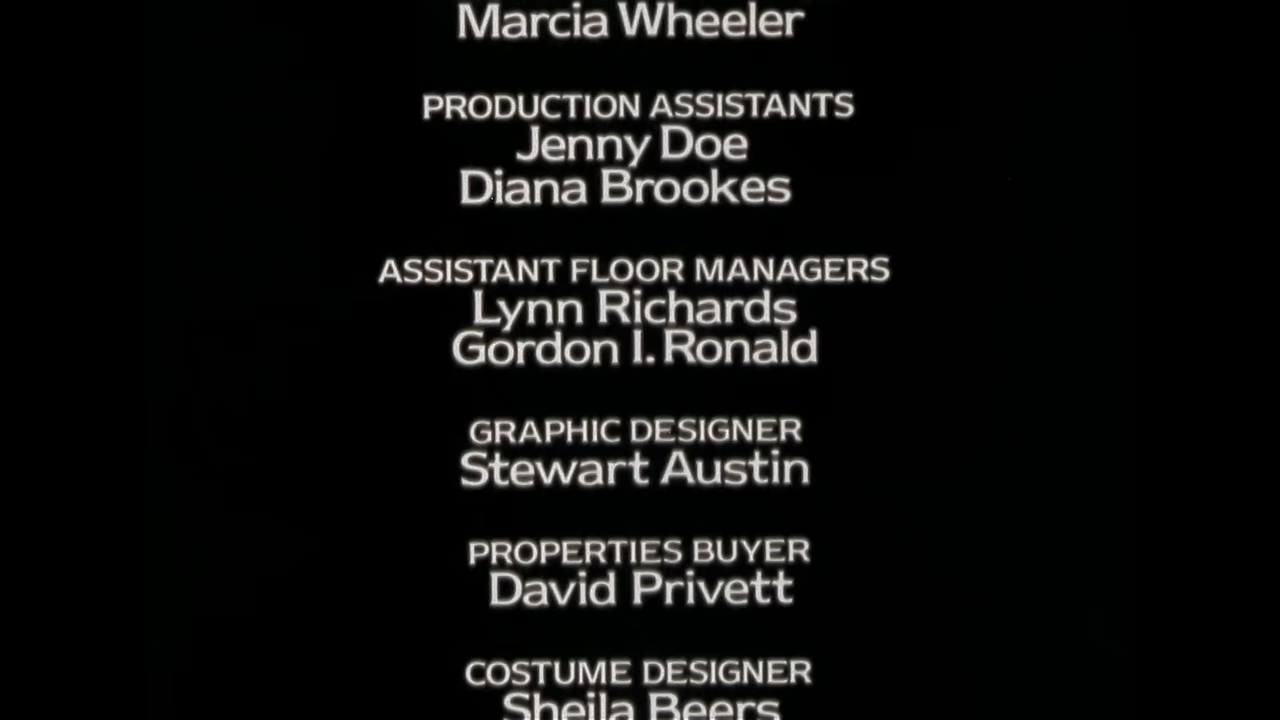 Marcia Wheeler
PRODUCTION ASSISTANTS
Jenny Doe
Diana Brookes
ASSISTANT FLOOR MANAGERS
Lynn Richards
Gordon I. Ronald
GRAPHIC DESIGNER
Stewart Austin
PROPERTIES BUYER
David Privett
COSTUME DESIGNER
Sheila Beers